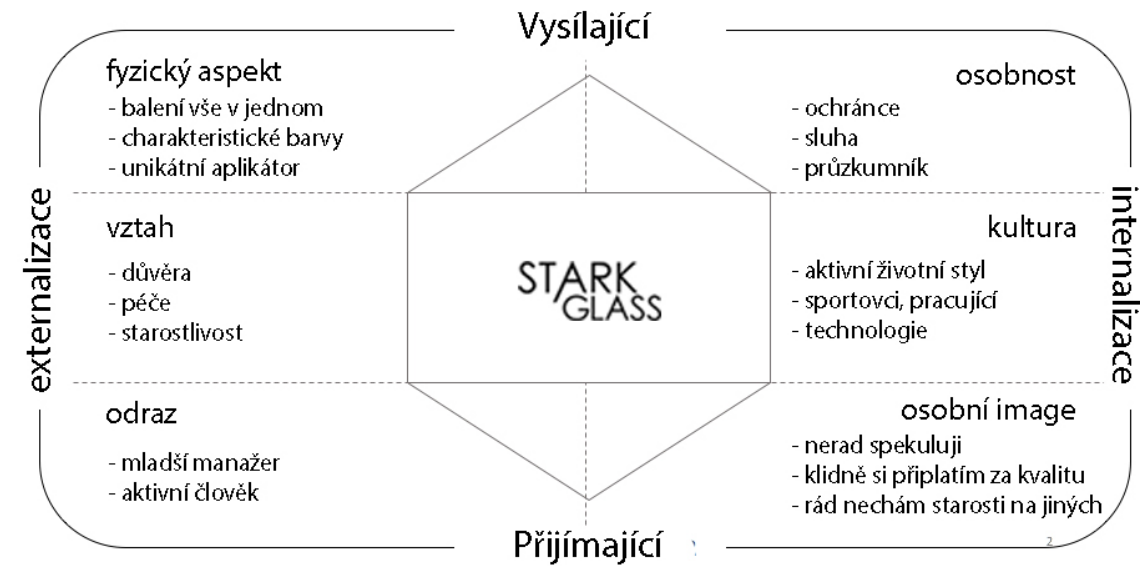 Vysílající
fyzický aspekt
- balení vše v jednom
- charakteristické barvy
- unikátní aplikátor
osobnost
- ochránce
- sluha
- průzkumník
externalizace
vztah
- důvěra
- péče
- starostlivost
STARK
GLASS
kultura
- aktivní životní styl
- sportovci, pracující
- technologie
internalizace
odraz
- mladší manažer
- aktivní člověk
osobní image
- nerad spekuluji
- klidně si připlatím za kvalitu
- rád nechám starosti na jiných
2
Přijímající